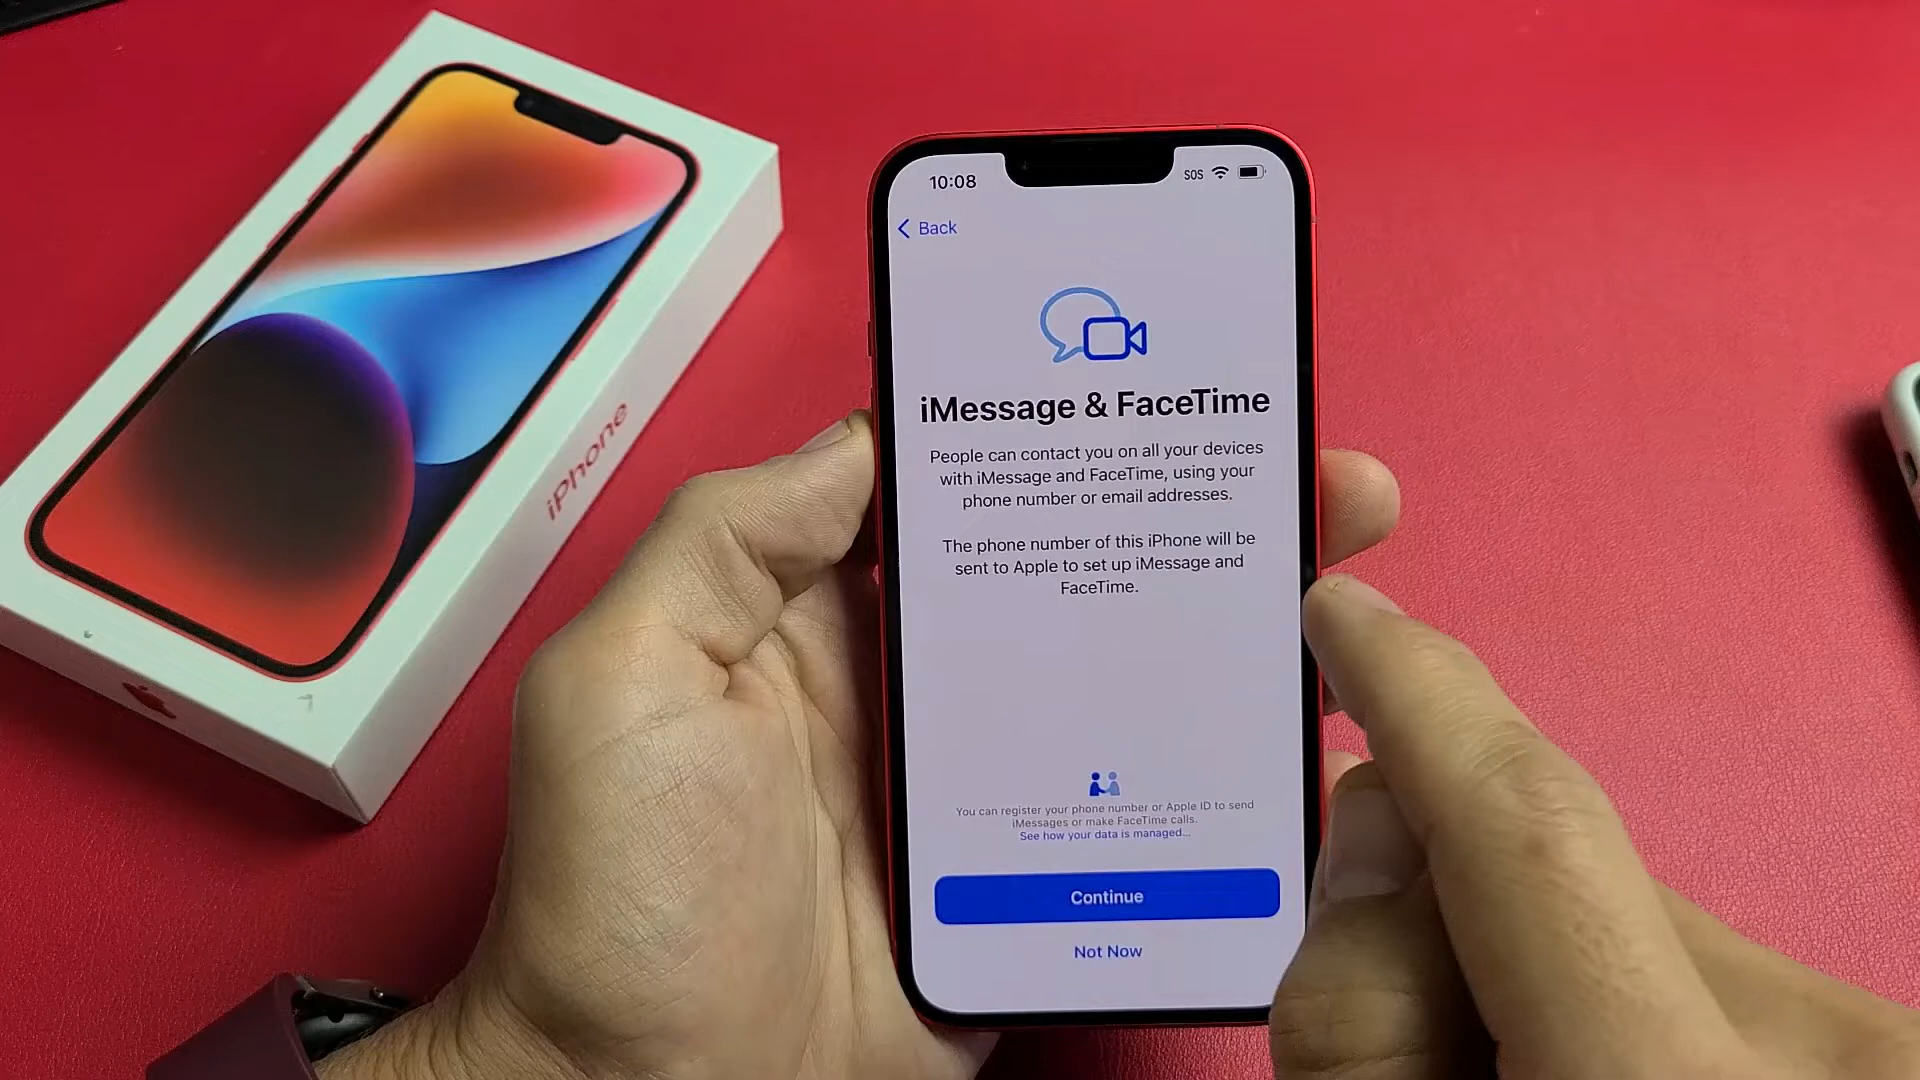 iPhone
10:08
SOS
Back
iMessage & FaceTime
People can contact you on all your devices
with iMessage and FaceTime, using your
phone number or email addresses.
The phone number of this iPhone will be
sent to Apple to set up iMessage and
FaceTime.
You can register your phone number or Apple ID to send
iMessages or make FaceTime calls.
See how your data is managed...
Continue
Not Now